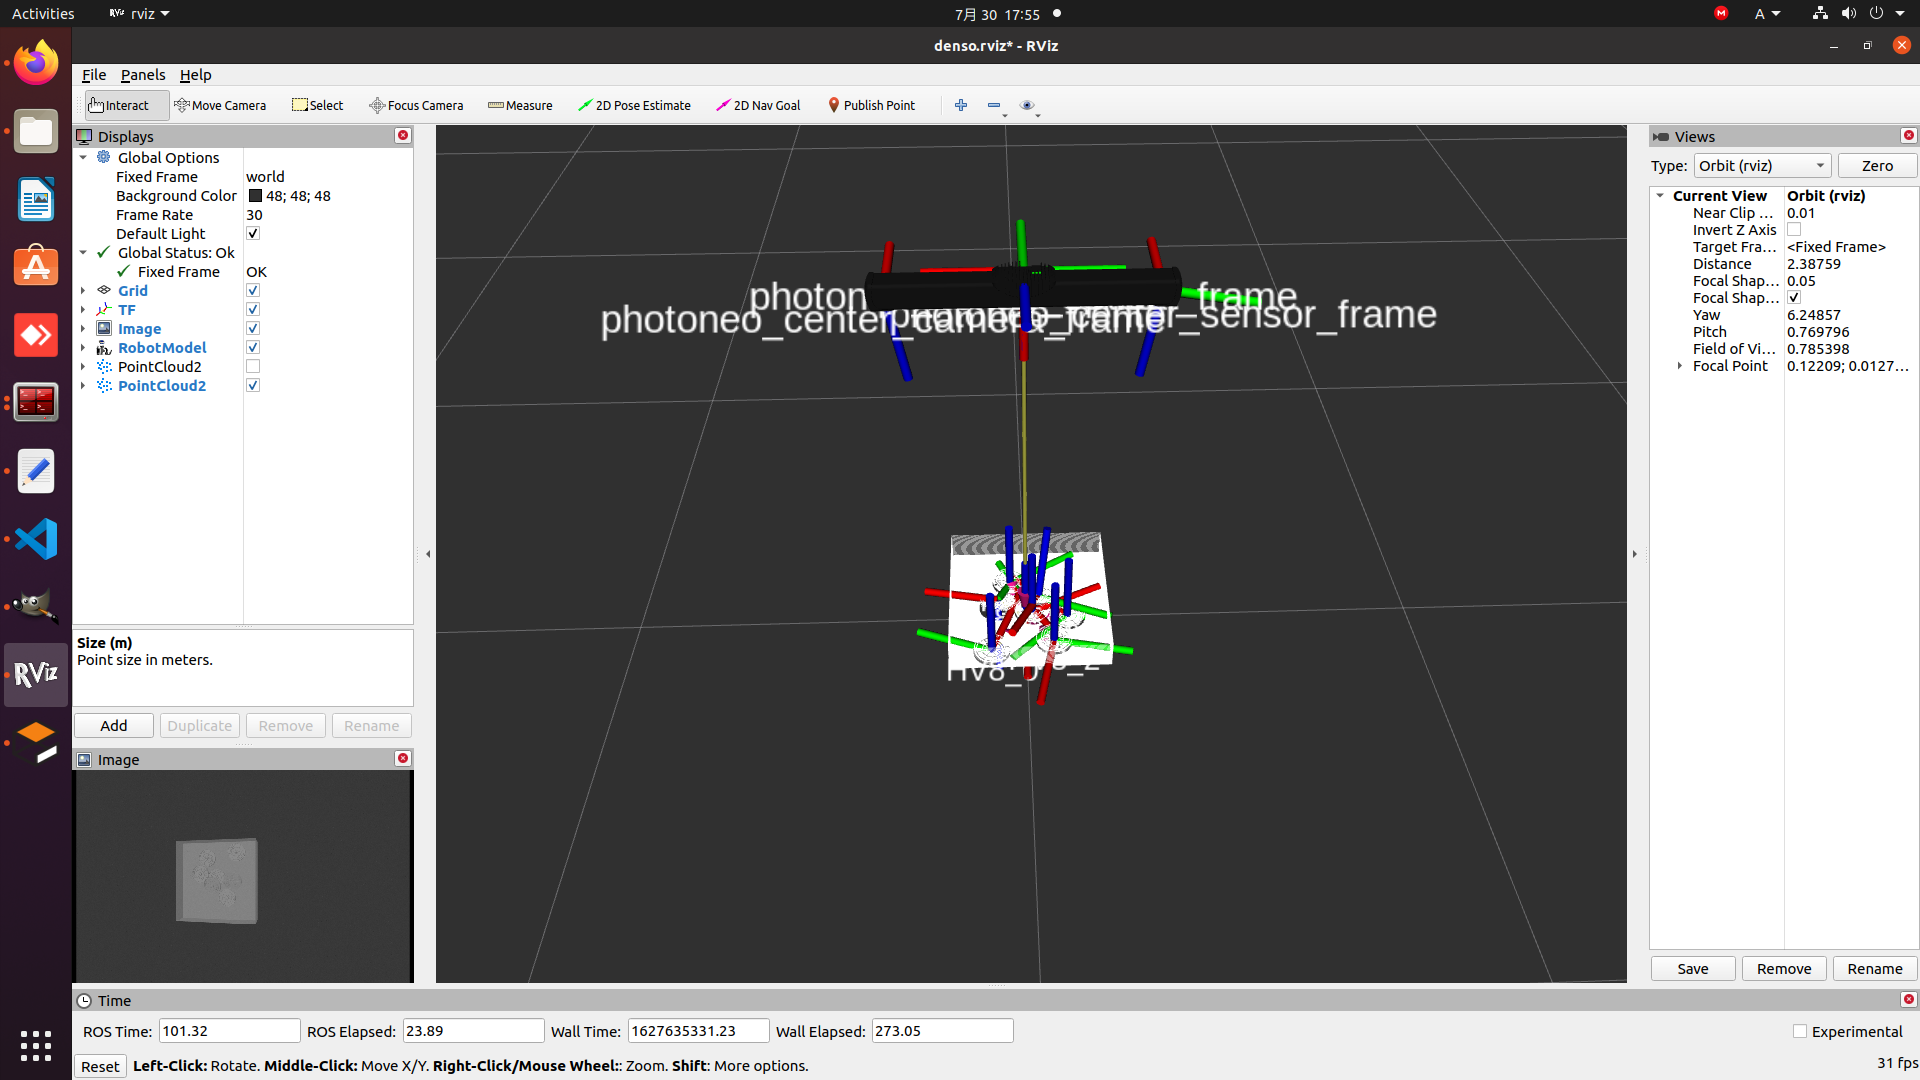 Activities
rviz
7月 30 17:55
A
denso.rviz* - RViz
File Panels Help
Interact
Move Camera
Select
Focus Camera
Measure
2D Pose Estimate
2D Nav Goal
Publish Point
Displays
Global Options
Fixed Frame world
Background Color 48; 48; 48
Frame Rate 30
Default Light
Global Status: Ok
Fixed Frame OK
Grid
TF
Image
RobotModel
PointCloud2
PointCloud2
Size (m)
Point size in meters.
Add Duplicate Remove Rename
Image
photoneo_center_camera_frame
sensor_frame
frame
Views
Type: Orbit (rviz) Zero
Current View Orbit (rviz)
Near Clip ... 0.01
Invert Z Axis
Target Fra... <Fixed Frame>
Distance 2.38759
Focal Shap... 0.05
Focal Shap...
Yaw 6.24857
Pitch 0.769796
Field of Vi... 0.785398
Focal Point 0.12209; 0.0127...
Save Remove Rename
RViz
Time
ROS Time: 101.32 ROS Elapsed: 23.89 Wall Time: 1627635331.23 Wall Elapsed: 273.05
Experimental
Reset Left-Click: Rotate. Middle-Click: Move X/Y. Right-Click/Mouse Wheel:: Zoom. Shift: More options.
31 fps